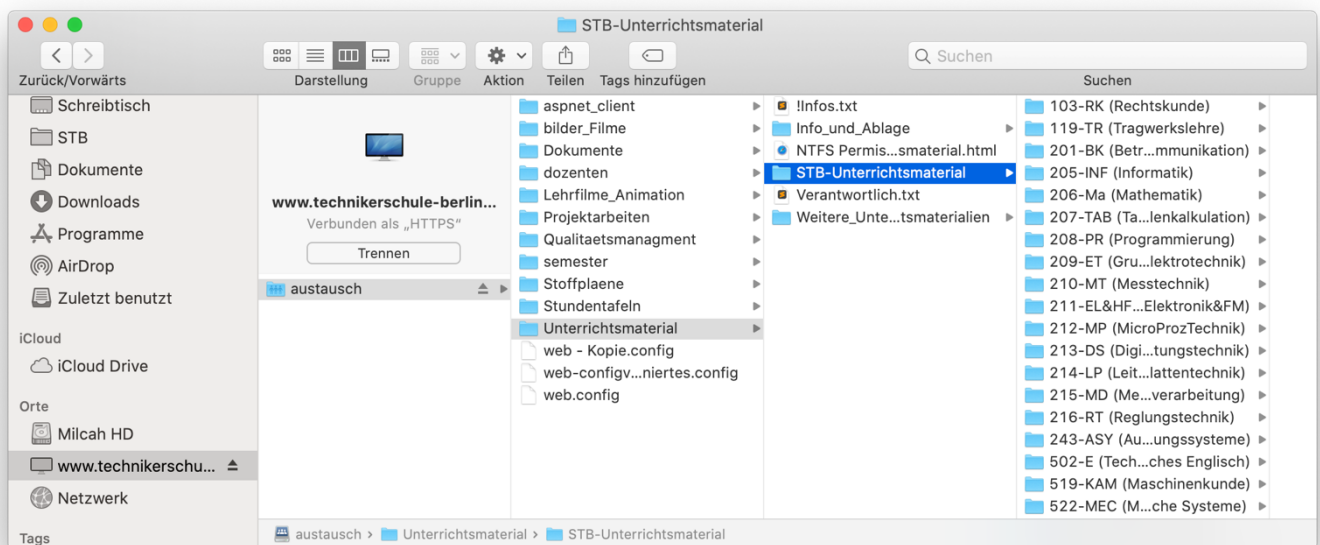 STB-Unterrichtsmaterial
Suchen
Zurück/Vorwärts
Darstellung
Gruppe
Aktion
Teilen
Tags hinzufügen
Suchen
Schreibtisch
STB
Dokumente
Downloads
Programme
AirDrop
Zuletzt benutzt
iCloud
iCloud Drive
Orte
Milcah HD
www.technikerschu...
Netzwerk
Tags
www.technikerschule-berlin...
Verbunden als „HTTPS“
Trennen
austausch
aspnet_client
bilder_Filme
Dokumente
dozenten
Lehrfilme_Animation
Projektarbeiten
Qualitaetsmanagment
semester
Stoffplaene
Stundentafeln
Unterrichtsmaterial
web - Kopie.config
web-configv...niertes.config
web.config
!Infos.txt
Info_und_Ablage
NTFS Permis...smaterial.html
STB-Unterrichtsmaterial
Verantwortlich.txt
Weitere_Unte...tsmaterialien
103-RK (Rechtskunde)
119-TR (Tragwerkslehre)
201-BK (Betr...mmunikation)
205-INF (Informatik)
206-Ma (Mathematik)
207-TAB (Ta...lenkalkulation)
208-PR (Programmierung)
209-ET (Gru...lektrotechnik)
210-MT (Messtechnik)
211-EL&HF...Elektronik&FM)
212-MP (MicroProzTechnik)
213-DS (Digi...tungstechnik)
214-LP (Leit...lattentechnik)
215-MD (Me...verarbeitung)
216-RT (Reglungstechnik)
243-ASY (Au...ungssysteme)
502-E (Tech...ches Englisch)
519-KAM (Maschinenkunde)
522-MEC (M...che Systeme)
austausch › Unterrichtsmaterial › STB-Unterrichtsmaterial